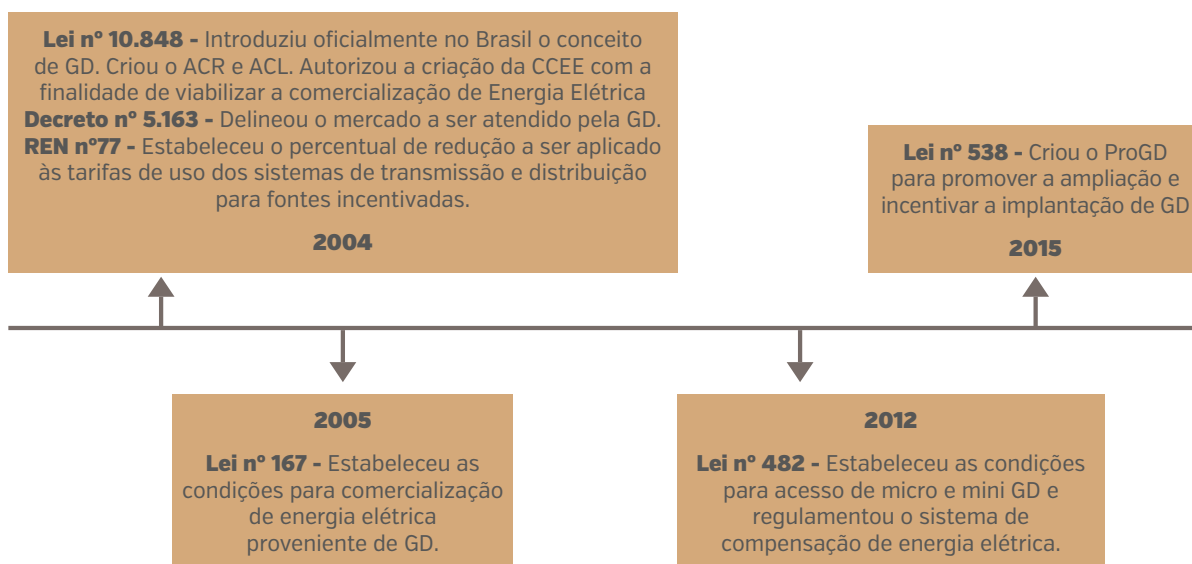 Lei nº 10.848 - Introduziu oficialmente no Brasil o conceito
de GD. Criou o ACR e ACL. Autorizou a criação da CCEE com a
finalidade de viabilizar a comercialização de Energia Elétrica
Decreto nº 5.163 - Delineou o mercado a ser atendido pela GD.
REN nº77 - Estabeleceu o percentual de redução a ser aplicado
às tarifas de uso dos sistemas de transmissão e distribuição
para fontes incentivadas.
2004
Lei nº 538 - Criou o ProGD
para promover a ampliação e
incentivar a implantação de GD
2015
2005
Lei nº 167 - Estabeleceu as
condições para comercialização
de energia elétrica
proveniente de GD.
2012
Lei nº 482 - Estabeleceu as condições
para acesso de micro e mini GD e
regulamentou o sistema de
compensação de energia elétrica.